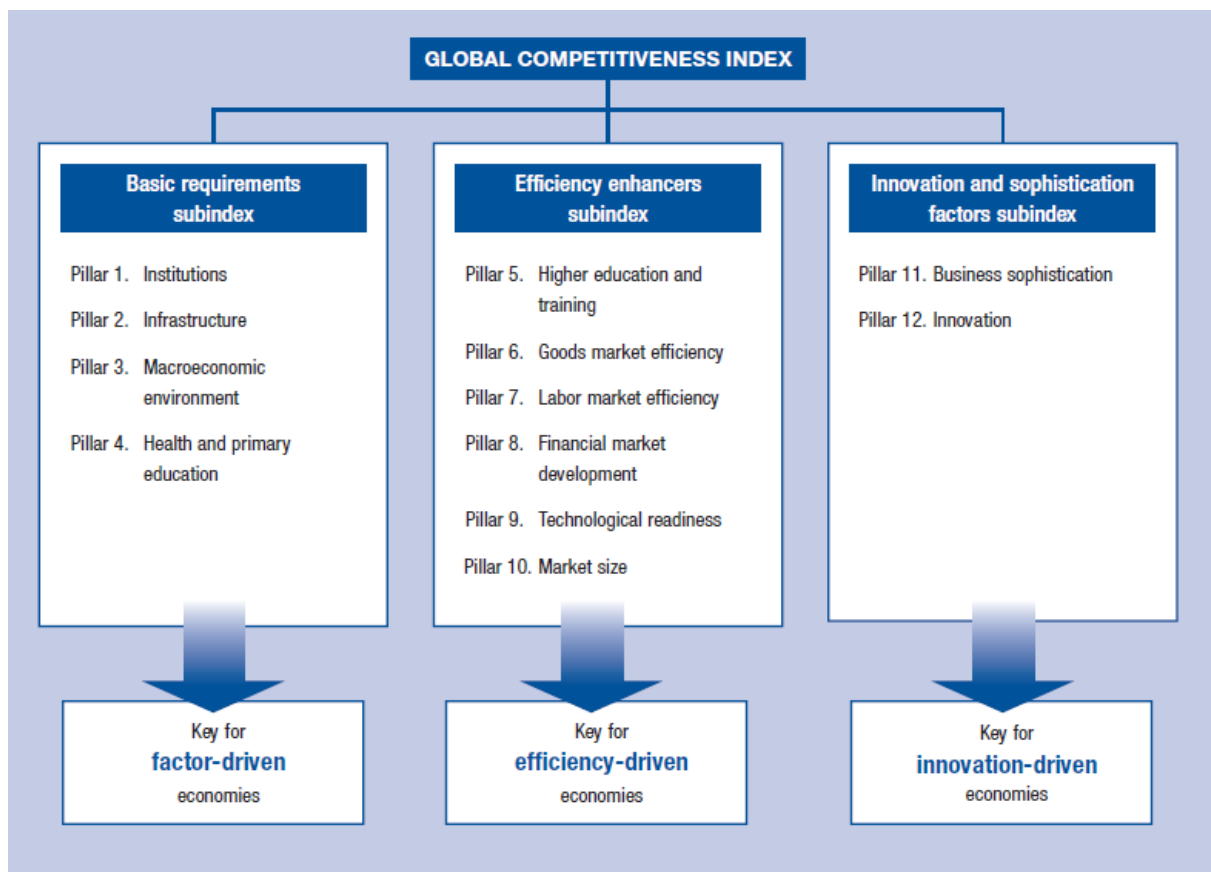 GLOBAL COMPETITIVENESS INDEX
Basic requirements
subindex
Pillar 1. Institutions
Pillar 2. Infrastructure
Pillar 3. Macroeconomic
environment
Pillar 4. Health and primary
education
Key for
factor-driven
economies
Efficiency enhancers
subindex
Pillar 5. Higher education and
training
Pillar 6. Goods market efficiency
Pillar 7. Labor market efficiency
Pillar 8. Financial market
development
Pillar 9. Technological readiness
Pillar 10. Market size
Key for
efficiency-driven
economies
Innovation and sophistication
factors subindex
Pillar 11. Business sophistication
Pillar 12. Innovation
Key for
innovation-driven
economies